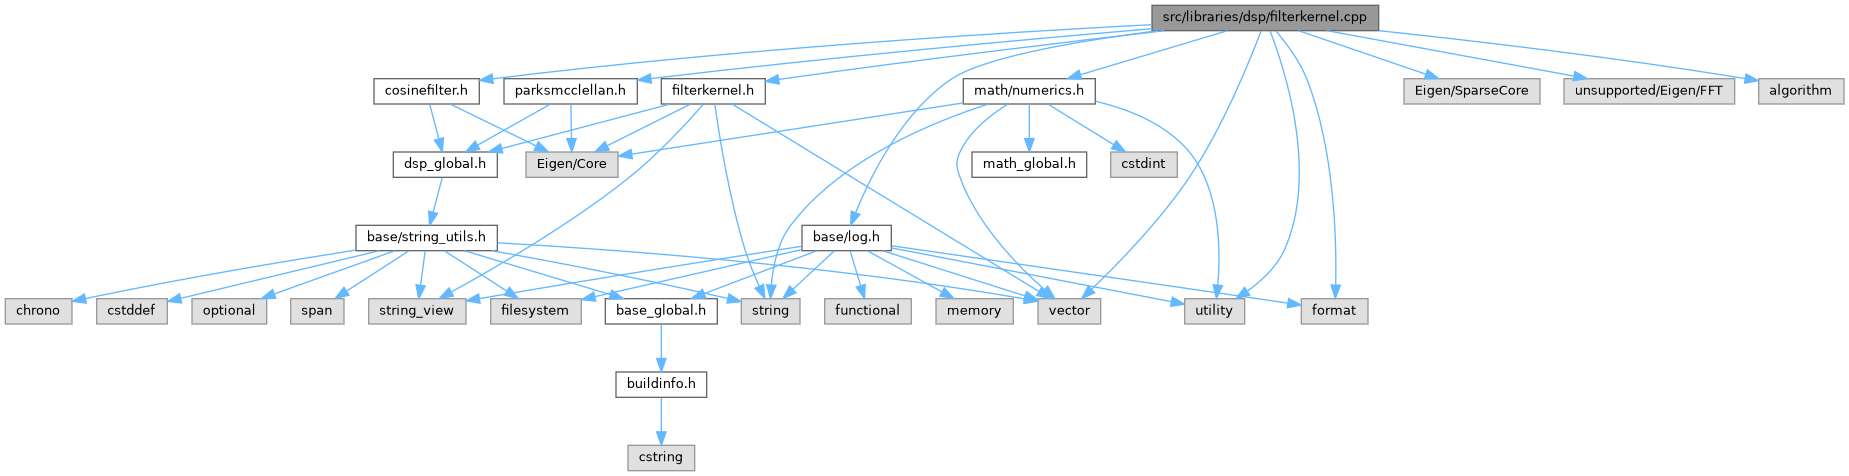 src/libraries/dsp/filterkernel.cpp
cosinefilter.h
parksmcclellan.h
filterkernel.h
math/numerics.h
Eigen/SparseCore
unsupported/Eigen/FFT
algorithm
dsp_global.h
Eigen/Core
math_global.h
cstdint
base/string_utils.h
base/log.h
chrono
cstddef
optional
span
string_view
filesystem
base_global.h
string
functional
memory
vector
utility
format
buildinfo.h
cstring